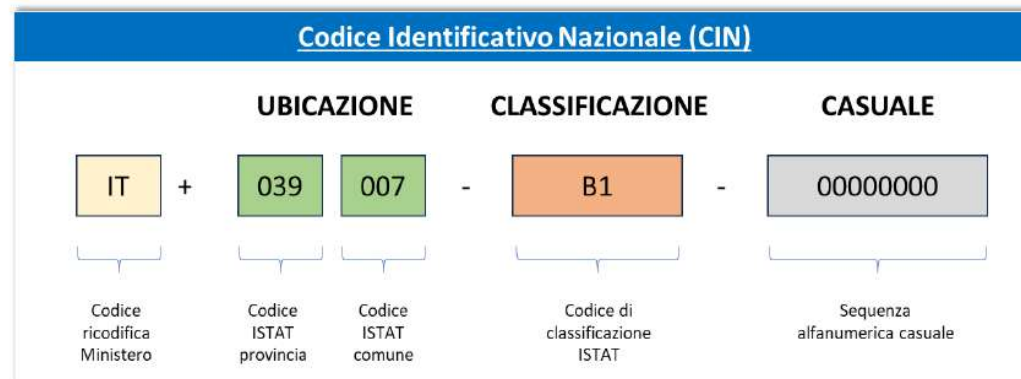 Codice Identificativo Nazionale (CIN)
UBICAZIONE CLASSIFICAZIONE CASUALE
IT + 039 007 - B1 - 00000000
Codice ricodifica Ministero
Codice ISTAT provincia
Codice ISTAT comune
Codice di classificazione ISTAT
Sequenza alfanumerica casuale